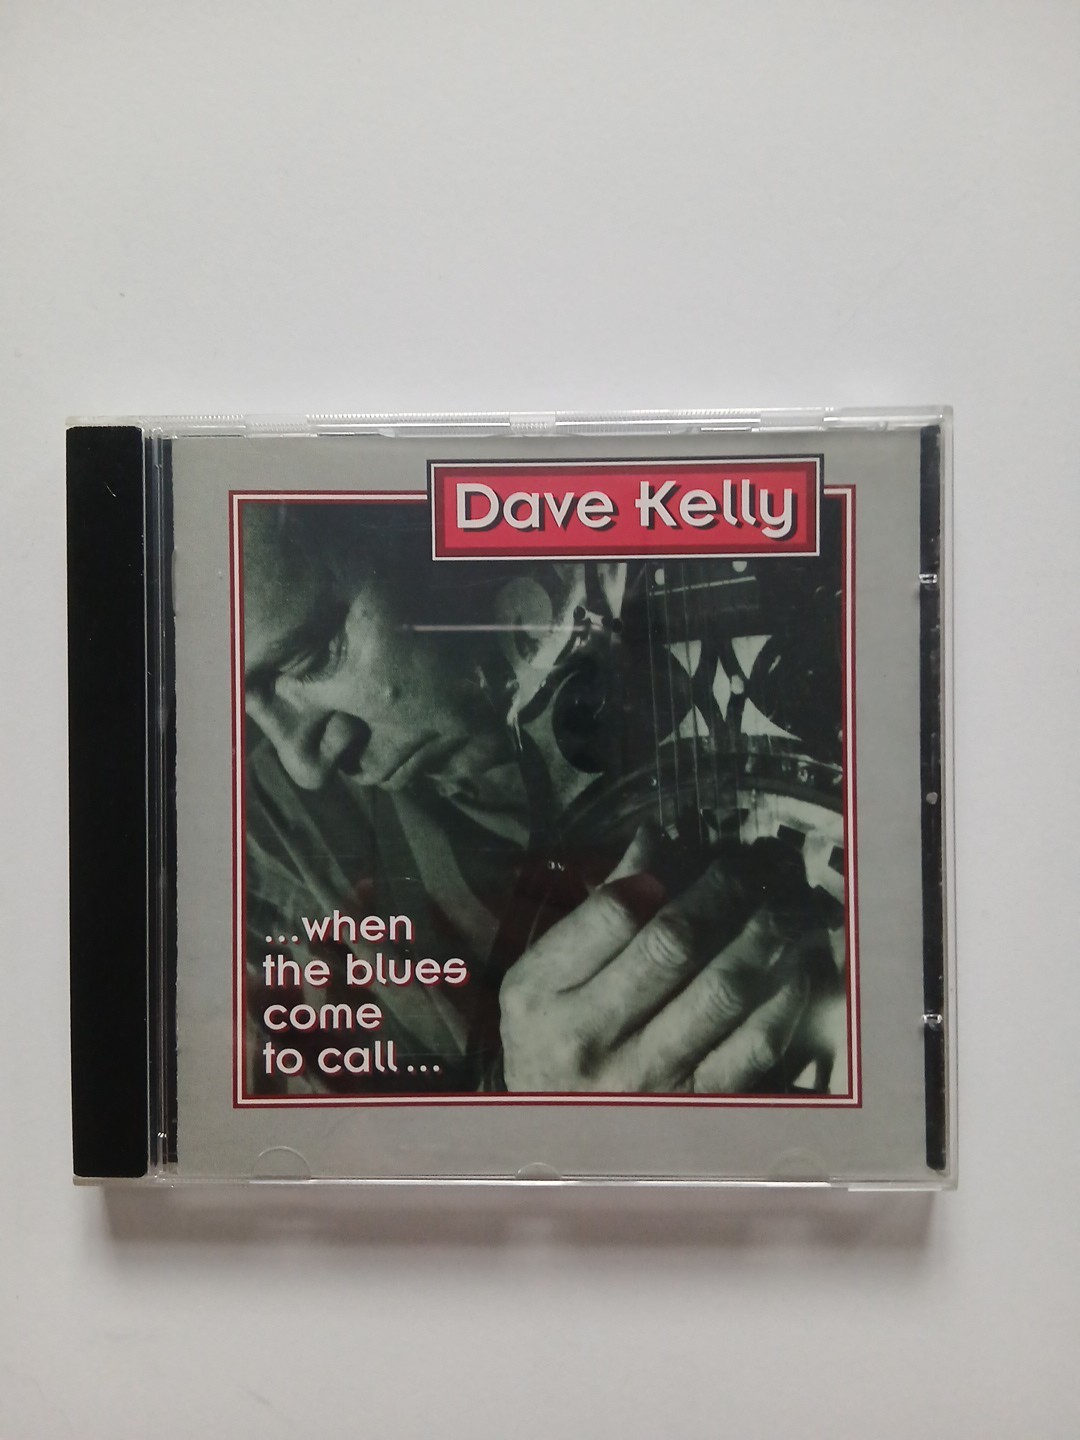 Dave Kelly
...when
the blues
come
to call...